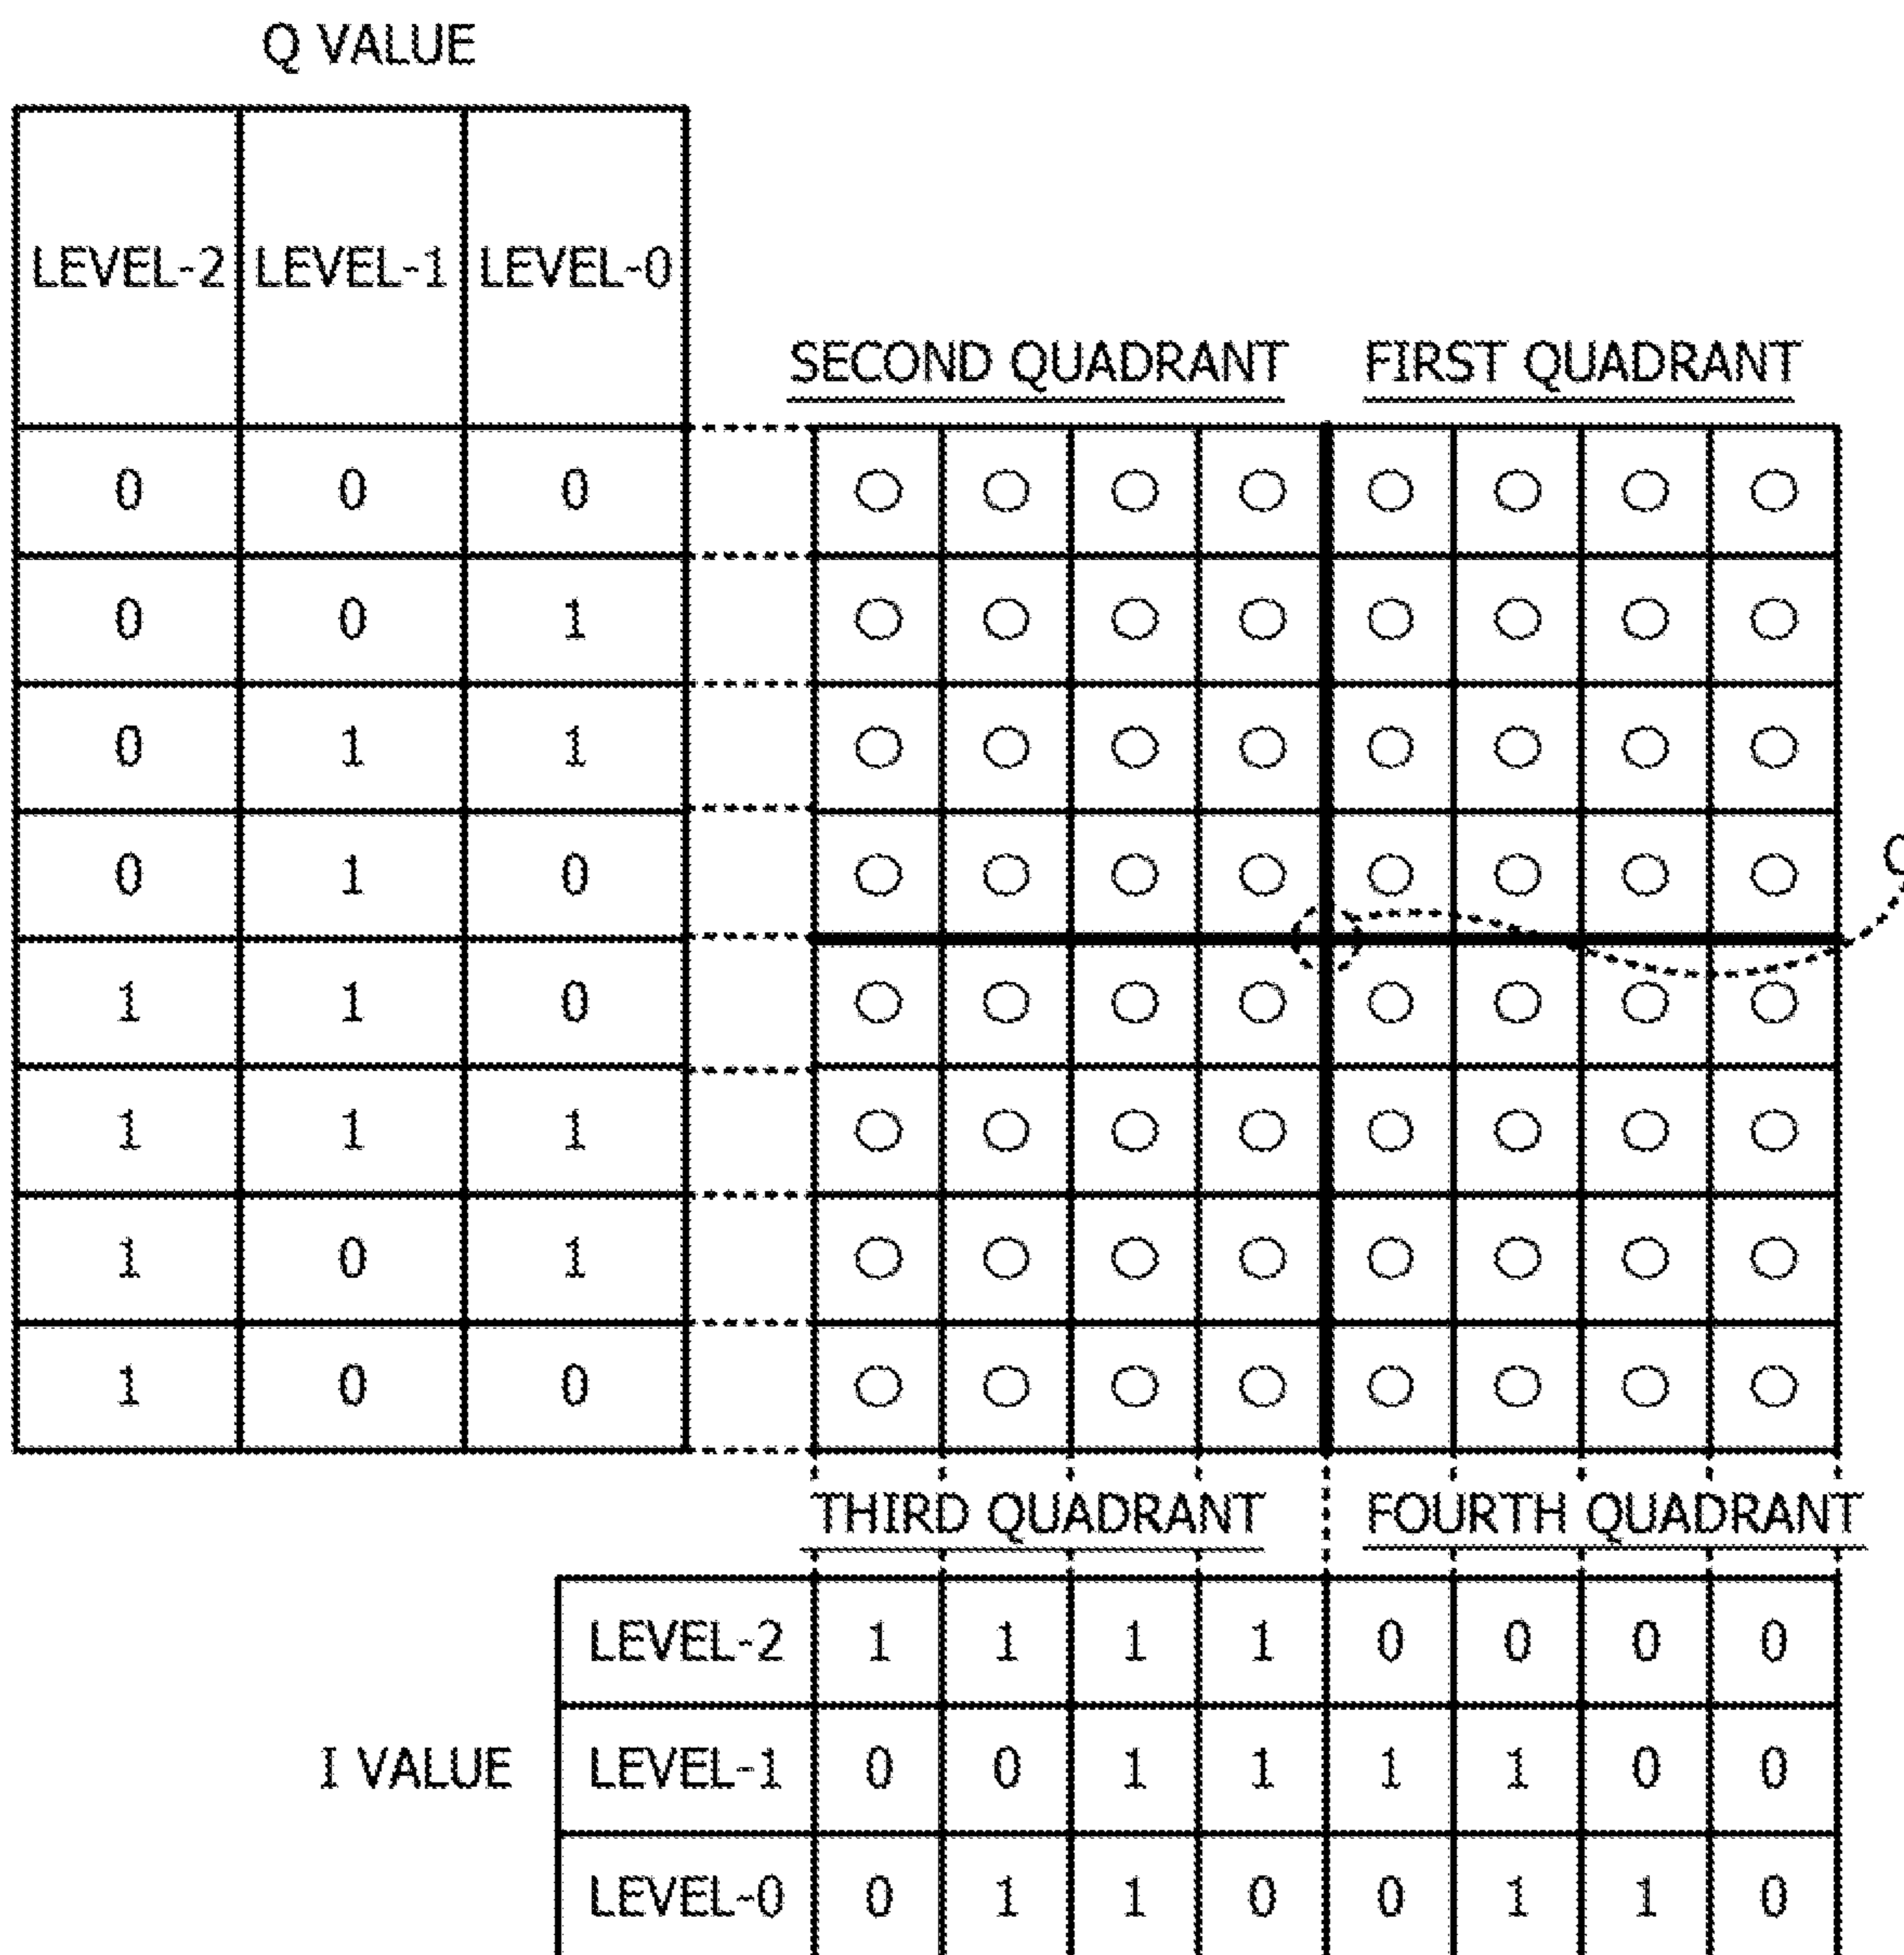 Q VALUE
LEVEL-2 LEVEL-1 LEVEL-0
SECOND QUADRANT FIRST QUADRANT
0 0 0
0 0 1
0 1 1
0 1 0
1 1 0
1 1 1
1 0 1
1 0 0
THIRD QUADRANT FOURTH QUADRANT
LEVEL-2 1 1 1 1 0 0 0 0
I VALUE LEVEL-1 0 0 1 1 1 1 0 0
LEVEL-0 0 1 1 0 0 1 1 0